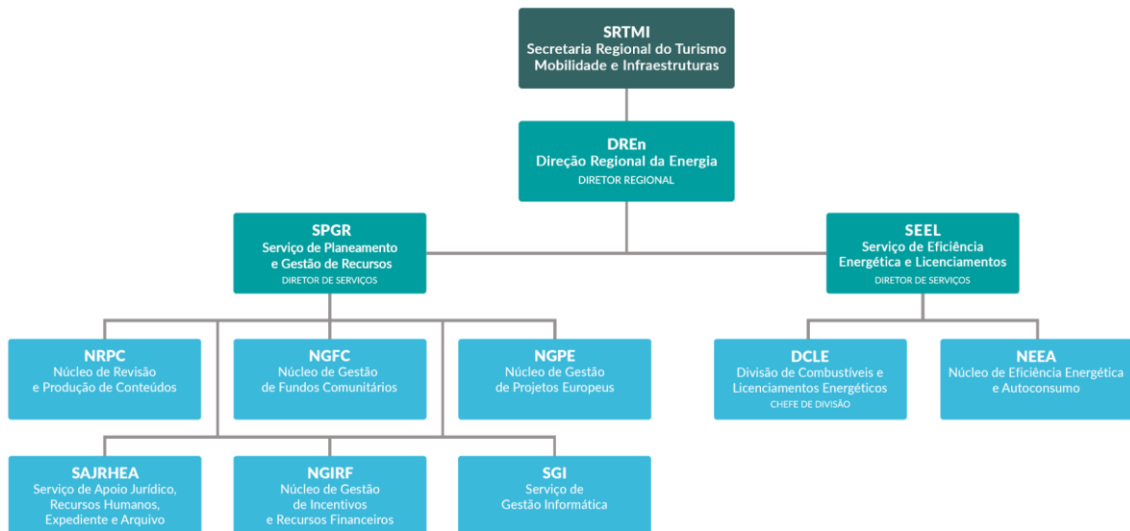 SRTMI
Secretaria Regional do Turismo
Mobilidade e Infraestruturas
DREn
Direção Regional da Energia
DIRETOR REGIONAL
SPGR
Serviço de Planeamento
e Gestão de Recursos
DIRETOR DE SERVIÇOS
SEEL
Serviço de Eficiência
Energética e Licenciamentos
DIRETOR DE SERVIÇOS
NRPC
Núcleo de Revisão
e Produção de Conteúdos
NGFC
Núcleo de Gestão
de Fundos Comunitários
NGPE
Núcleo de Gestão
de Projetos Europeus
DCLE
Divisão de Combustíveis e
Licenciamentos Energéticos
CHEFE DE DIVISÃO
NEEA
Núcleo de Eficiência Energética
e Autoconsumo
SAJRHEA
Serviço de Apoio Jurídico,
Recursos Humanos,
Expediente e Arquivo
NGIRF
Núcleo de Gestão
de Incentivos
e Recursos Financeiros
SGI
Serviço de
Gestão Informática